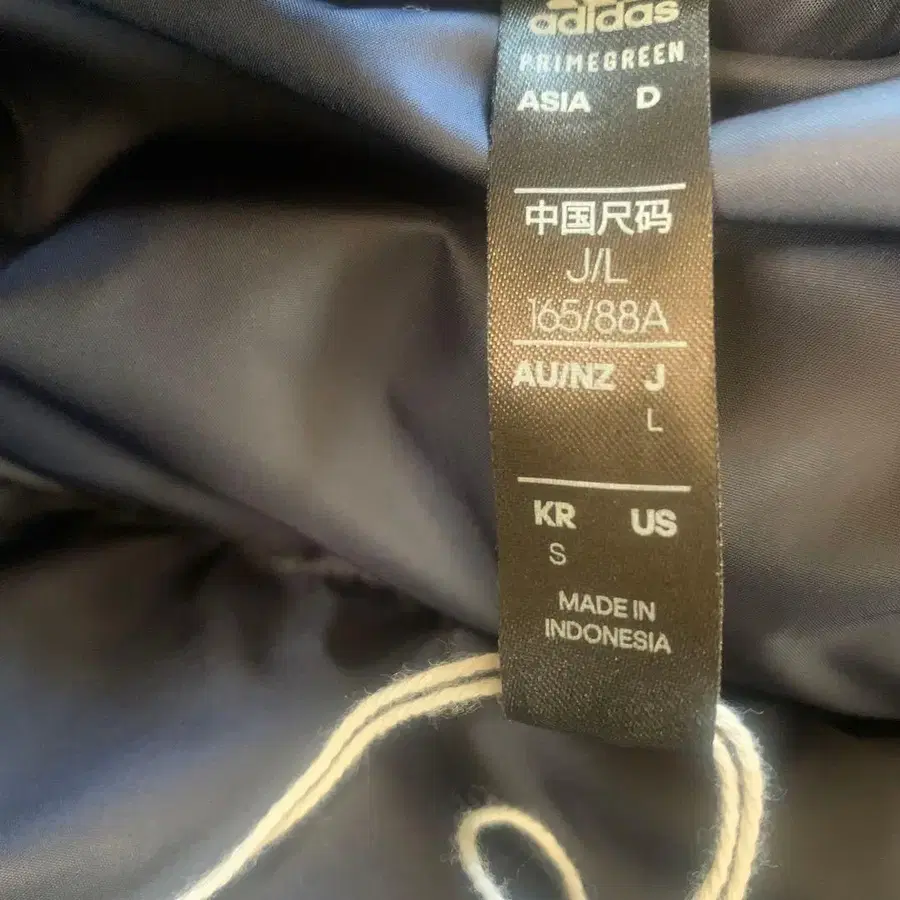 adidas
PRIMEGREEN
ASIA D
中国尺码
J/L
165/88A
AU/NZ J
L
KR US
S
MADE IN
INDONESIA